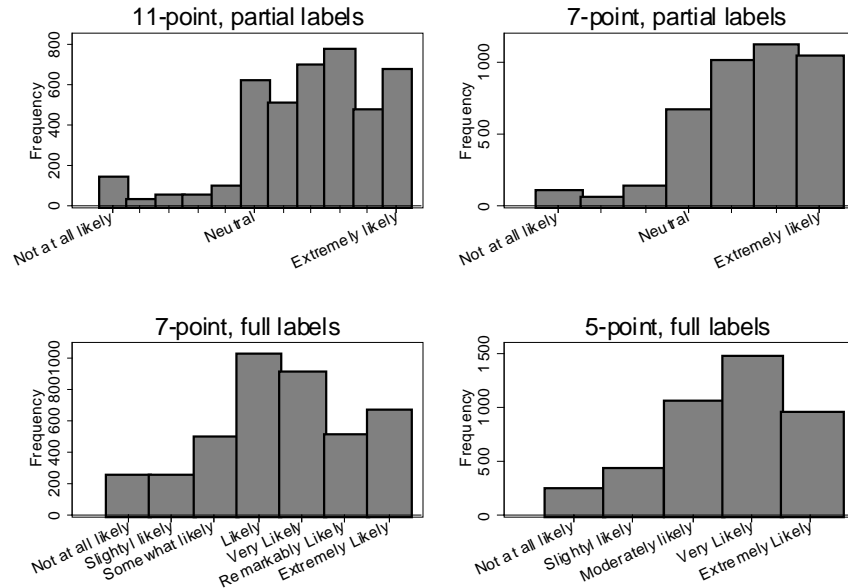 11-point, partial labels
Frequency
0 200 400 600 800
Not at all likely Neutral Extremely likely
7-point, partial labels
Frequency
0 500 1000
Not at all likely Neutral Extremely likely
7-point, full labels
Frequency
0 200 400 600 800 1000
Not at all likely Slightyl likely Somewhat likely Likely Very Likely Remarkably Likely Extremely Likely
5-point, full labels
Frequency
0 500 1000 1500
Not at all likely Slightyl likely Moderately likely Very Likely Extremely Likely